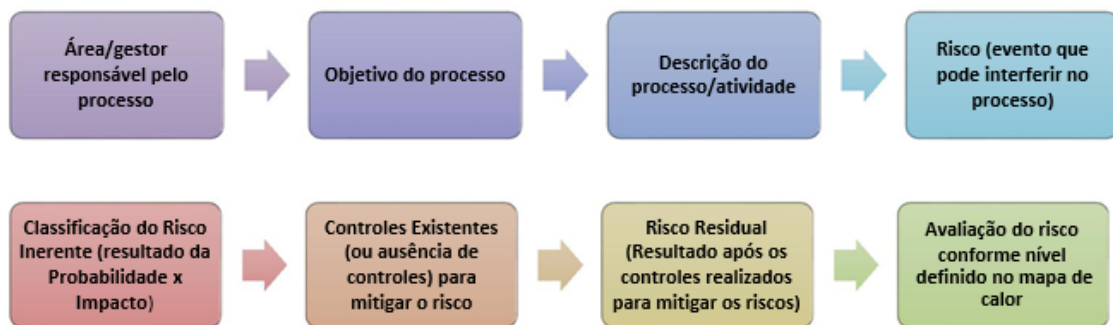 Área/gestor
responsável pelo
processo
Objetivo do processo
Descrição do
processo/atividade
Risco (evento que
pode interferir no
processo)
Classificação do Risco
Inerente (resultado da
Probabilidade x
Impacto)
Controles Existentes
(ou ausência de
controles) para
mitigar o risco
Risco Residual
(Resultado após os
controles realizados
para mitigar os riscos)
Avaliação do risco
conforme nível
definido no mapa de
calor